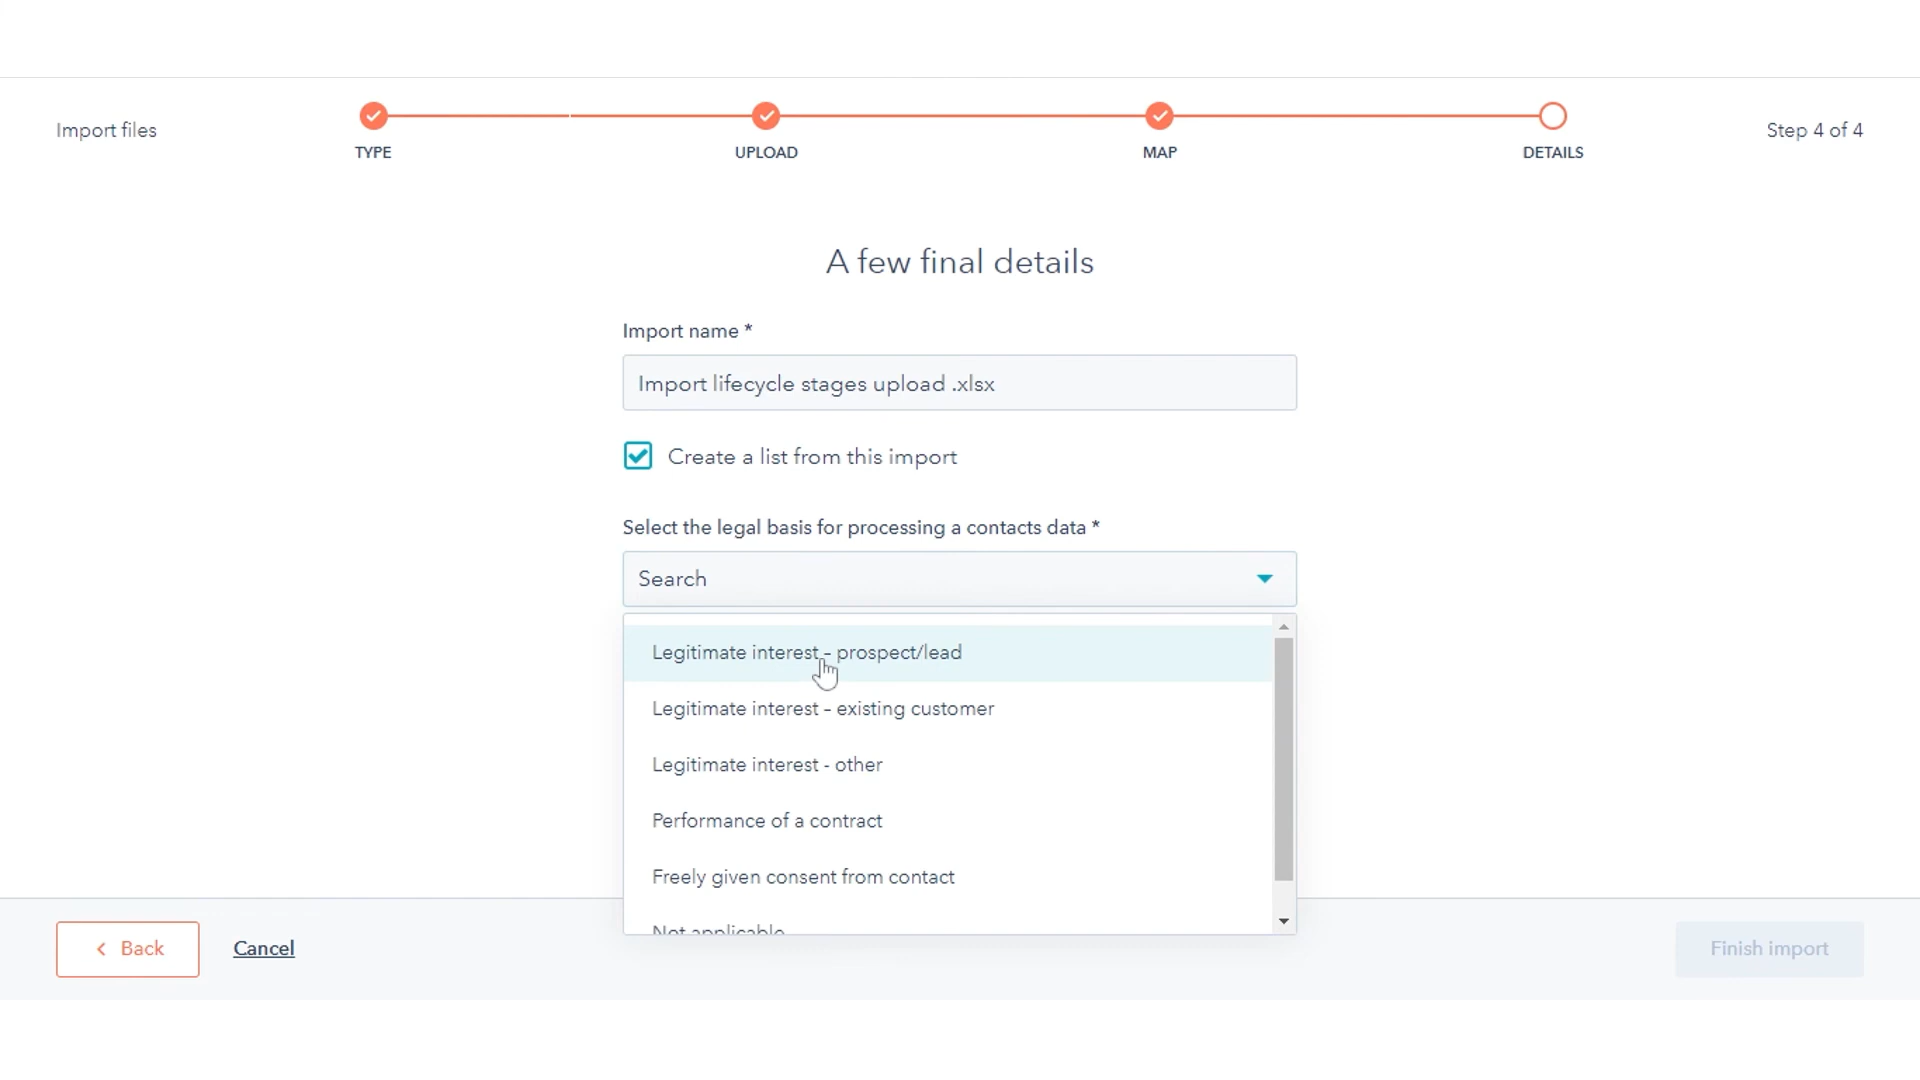 Import files
TYPE
UPLOAD
MAP
DETAILS
Step 4 of 4
A few final details
Import name *
Import lifecycle stages upload .xlsx
Create a list from this import
Select the legal basis for processing a contacts data *
Search
Legitimate interest – prospect/lead
Legitimate interest – existing customer
Legitimate interest - other
Performance of a contract
Freely given consent from contact
Not applicable
Back
Cancel
Finish import